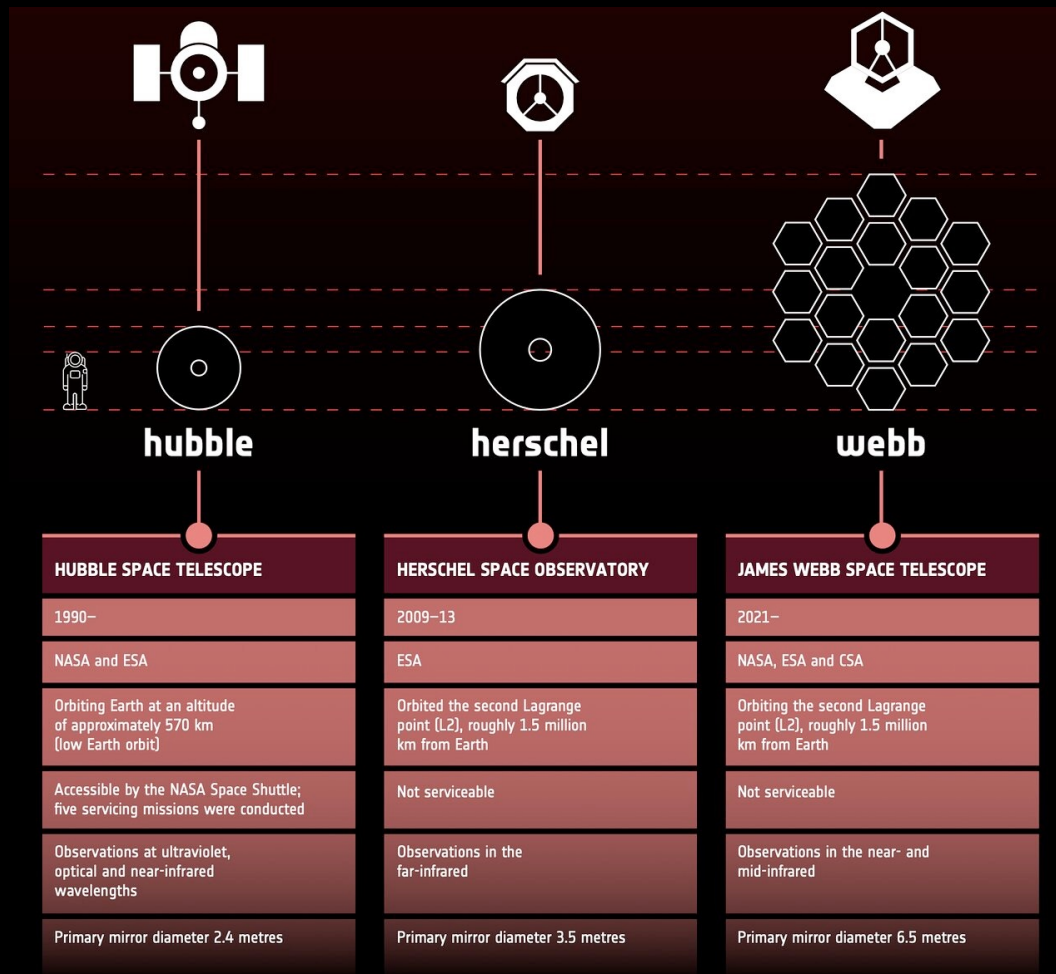 hubble
herschel
webb
HUBBLE SPACE TELESCOPE
1990–
NASA and ESA
Orbiting Earth at an altitude
of approximately 570 km
(low Earth orbit)
Accessible by the NASA Space Shuttle;
five servicing missions were conducted
Observations at ultraviolet,
optical and near-infrared
wavelengths
Primary mirror diameter 2.4 metres
HERSCHEL SPACE OBSERVATORY
2009–13
ESA
Orbited the second Lagrange
point (L2), roughly 1.5 million
km from Earth
Not serviceable
Observations in the
far-infrared
Primary mirror diameter 3.5 metres
JAMES WEBB SPACE TELESCOPE
2021–
NASA, ESA and CSA
Orbiting the second Lagrange
point (L2), roughly 1.5 million
km from Earth
Not serviceable
Observations in the near- and
mid-infrared
Primary mirror diameter 6.5 metres